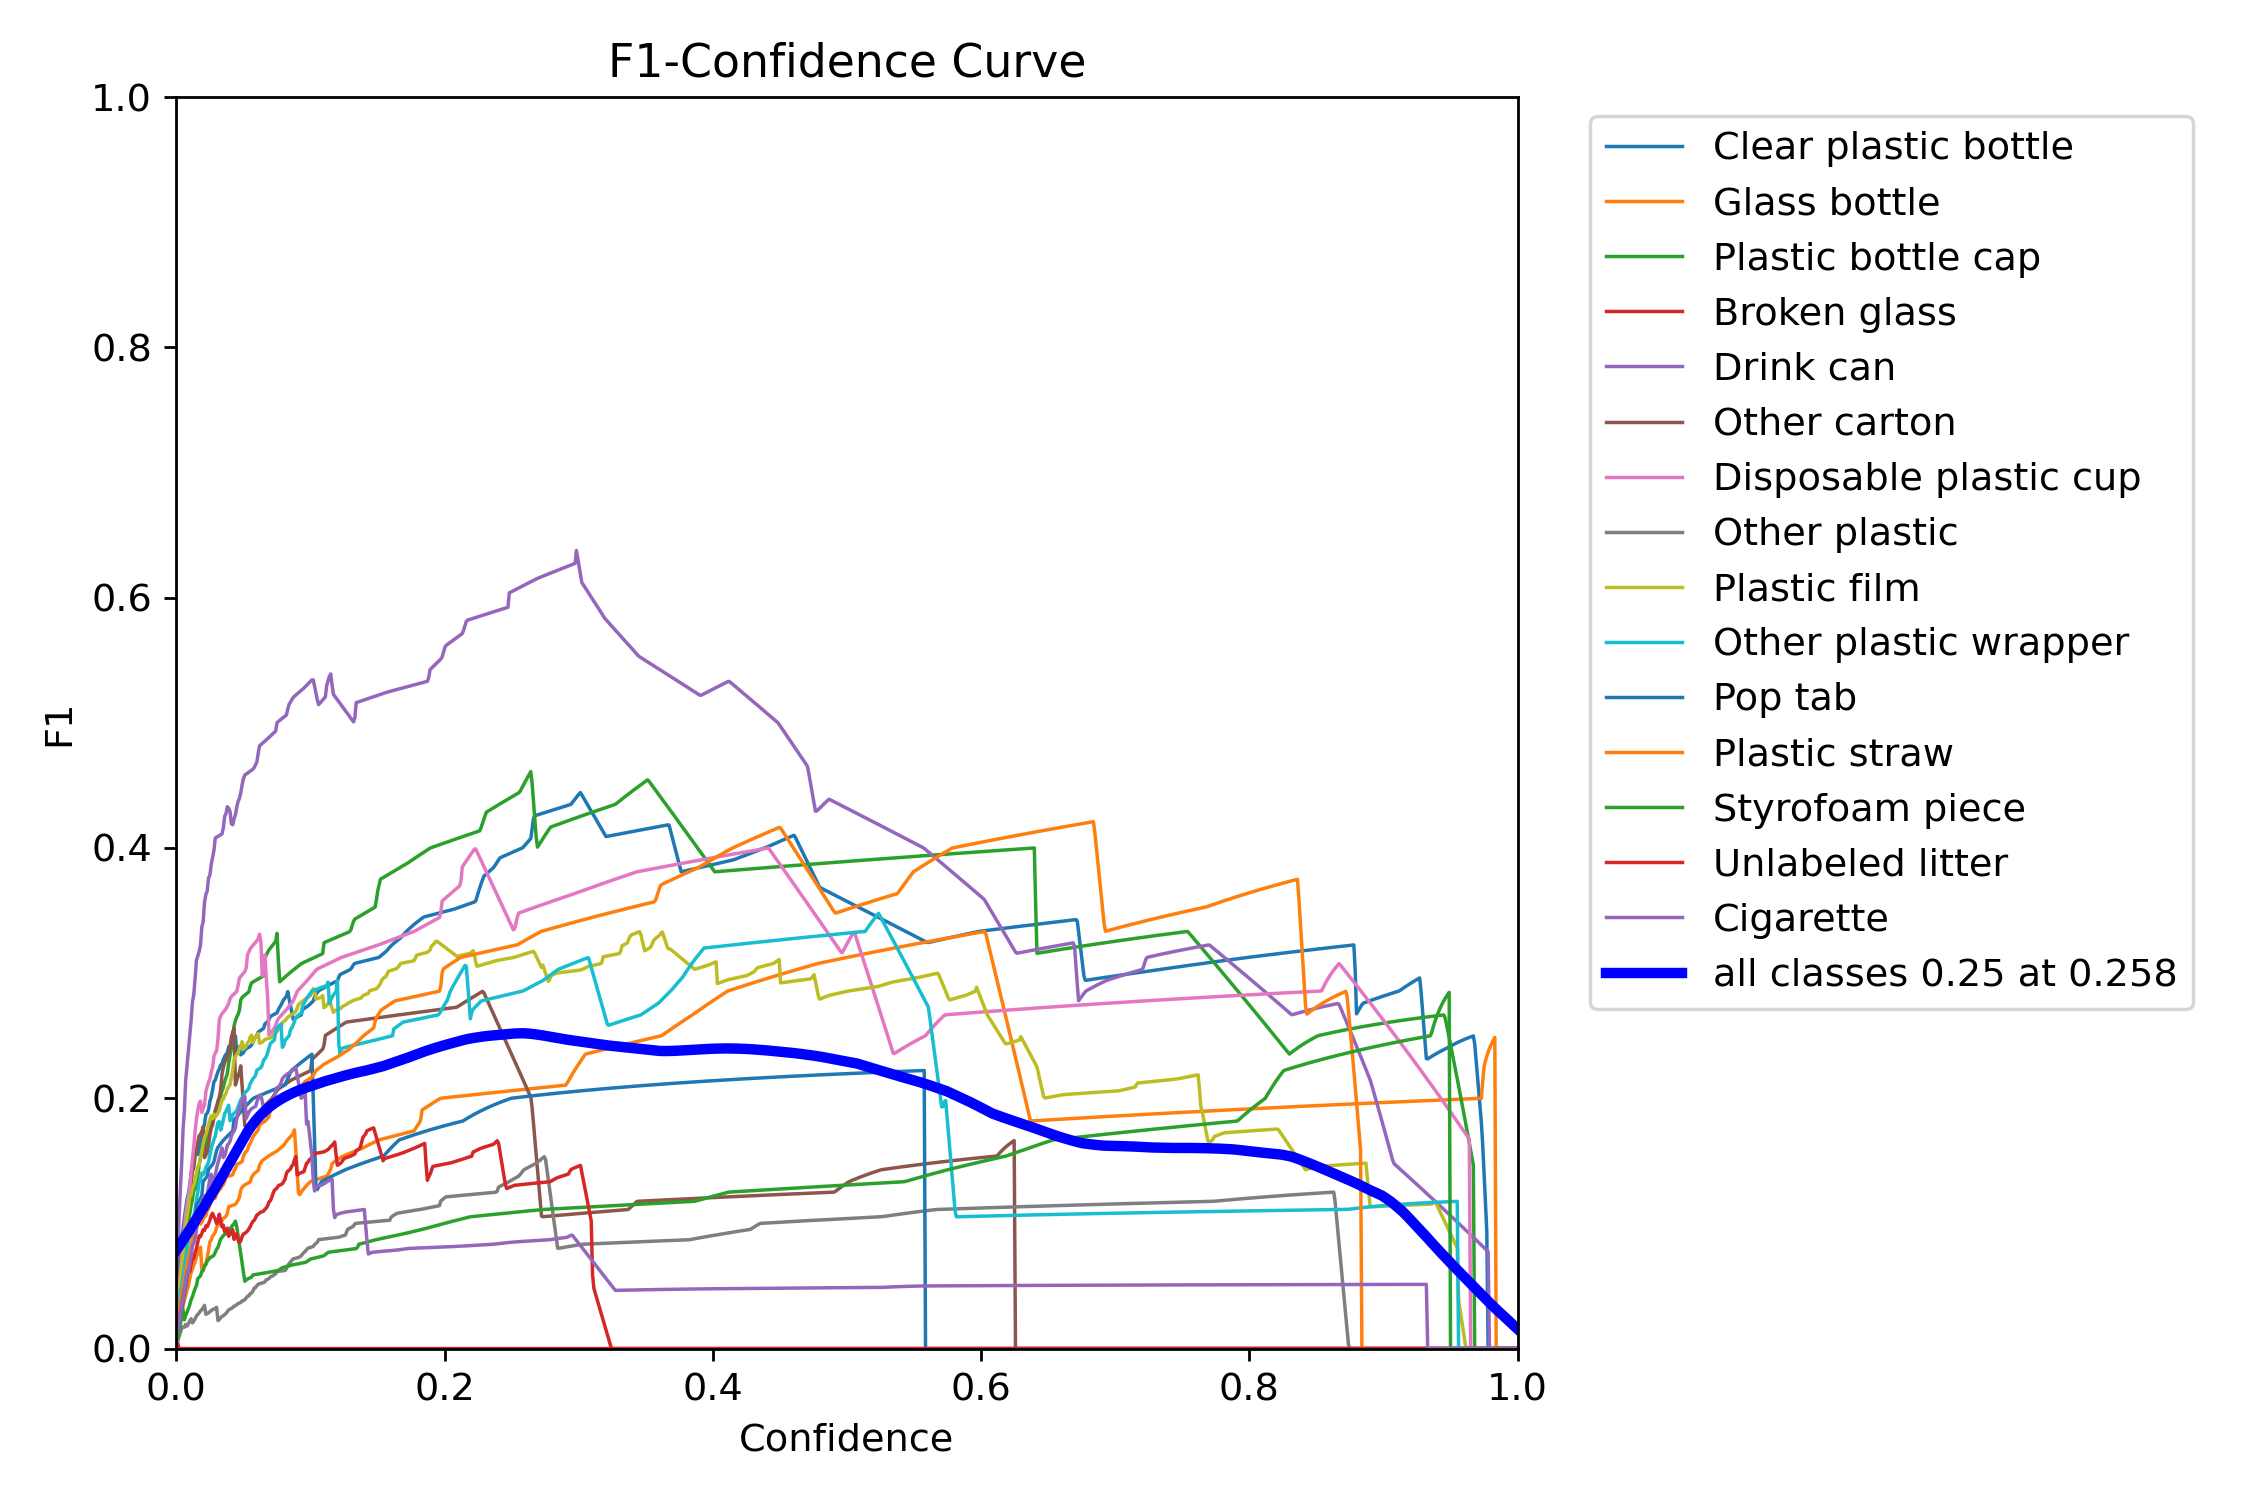 F1-Confidence Curve
1.0
0.8
0.6
0.4
0.2
0.0
F1
0.0 0.2 0.4 0.6 0.8 1.0
Confidence
Clear plastic bottle
Glass bottle
Plastic bottle cap
Broken glass
Drink can
Other carton
Disposable plastic cup
Other plastic
Plastic film
Other plastic wrapper
Pop tab
Plastic straw
Styrofoam piece
Unlabeled litter
Cigarette
all classes 0.25 at 0.258